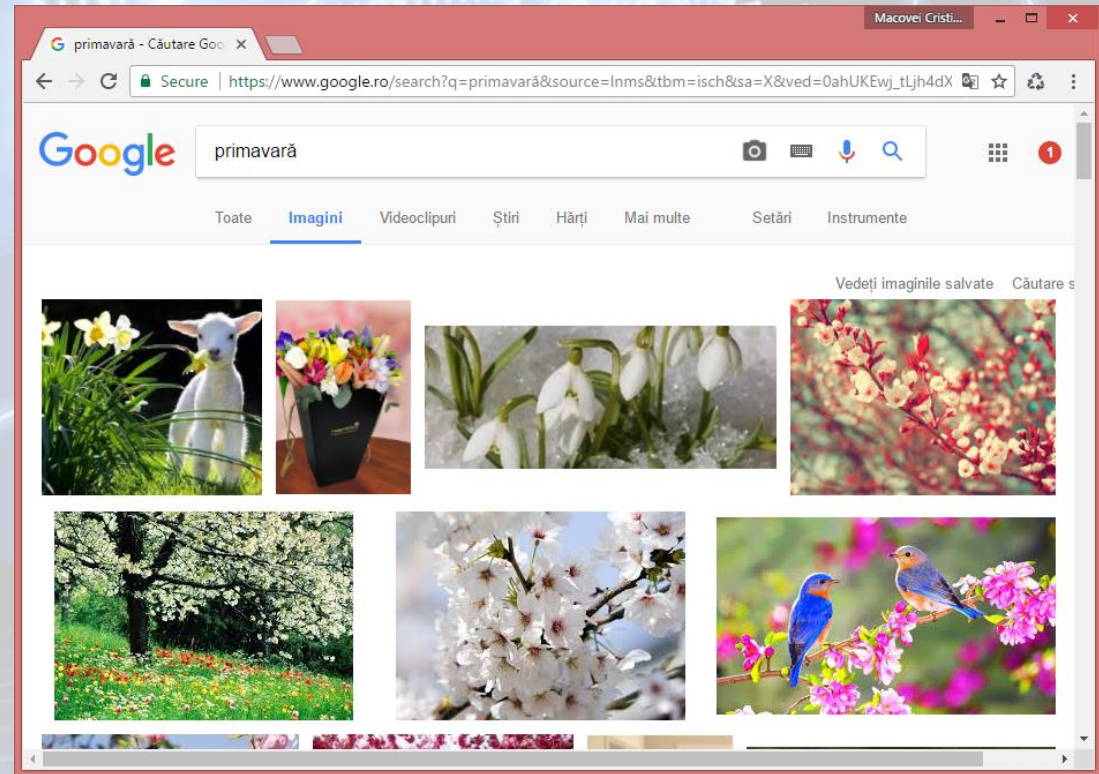 Macovei Cristi...
primavară - Căutare Goo
Secure | https://www.google.ro/search?q=primavară&source=lnms&tbm=isch&sa=X&ved=0ahUKEwj_tLjh4dX
Google primavară 1
Toate Imagini Videoclipuri Știri Hărți Mai multe Setări Instrumente
Vedeți imaginile salvate Căutare s